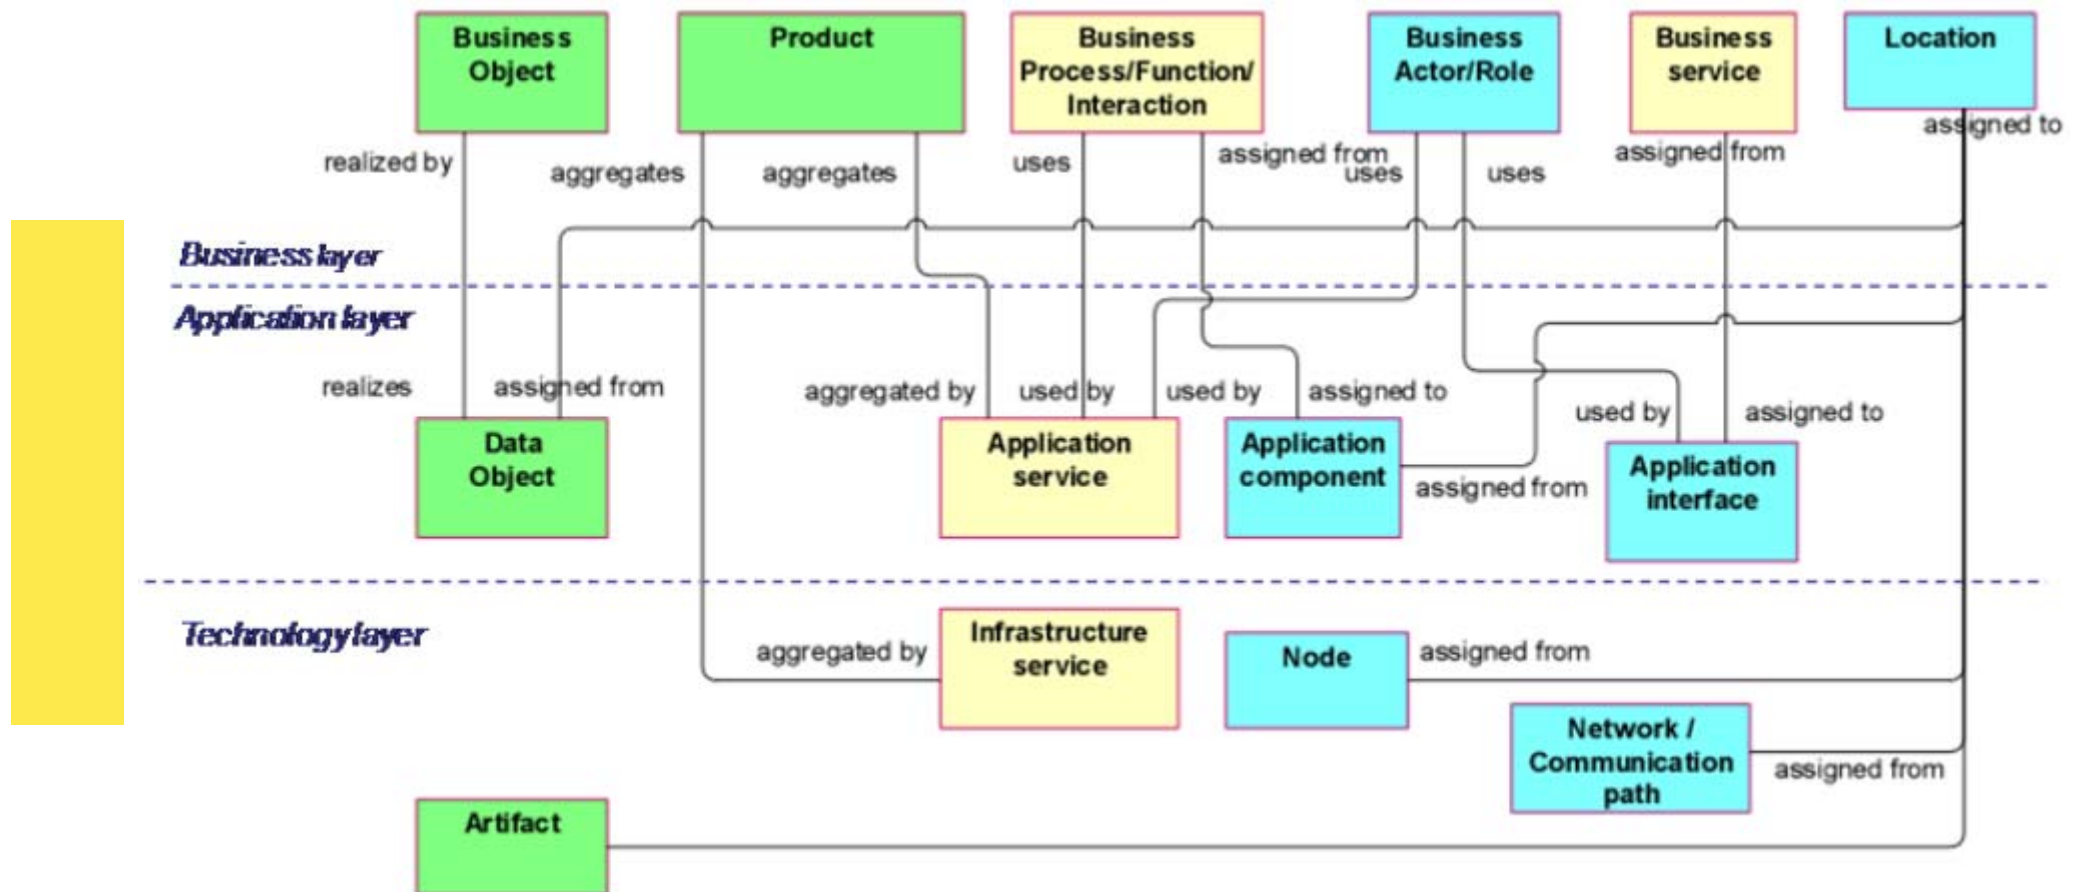 Business
Object
Product
Business
Process/Function/
Interaction
Business
Actor/Role
Business
service
Location
realized by
aggregates
aggregates
uses
assigned from
uses
uses
assigned from
assigned to
Business layer
Application layer
realizes
assigned from
aggregated by
used by
used by
assigned to
used by
assigned to
Data
Object
Application
service
Application
component
assigned from
Application
interface
Technology layer
aggregated by
Infrastructure
service
Node
assigned from
Network /
Communication
path
assigned from
Artifact